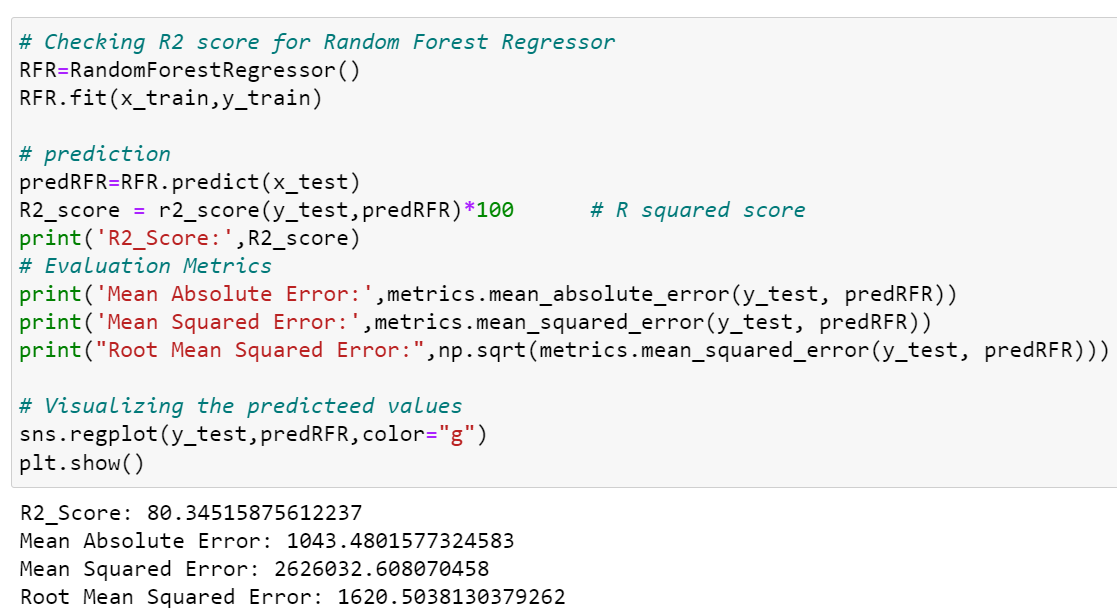 # Checking R2 score for Random Forest Regressor
RFR=RandomForestRegressor()
RFR.fit(x_train,y_train)
# prediction
predRFR=RFR.predict(x_test)
R2_score = r2_score(y_test,predRFR)*100      # R squared score
print('R2_Score:',R2_score)
# Evaluation Metrics
print('Mean Absolute Error:',metrics.mean_absolute_error(y_test, predRFR))
print('Mean Squared Error:',metrics.mean_squared_error(y_test, predRFR))
print("Root Mean Squared Error:",np.sqrt(metrics.mean_squared_error(y_test, predRFR)))
# Visualizing the predicteed values
sns.regplot(y_test,predRFR,color="g")
plt.show()
R2_Score: 80.34515875612237
Mean Absolute Error: 1043.4801577324583
Mean Squared Error: 2626032.608070458
Root Mean Squared Error: 1620.5038130379262